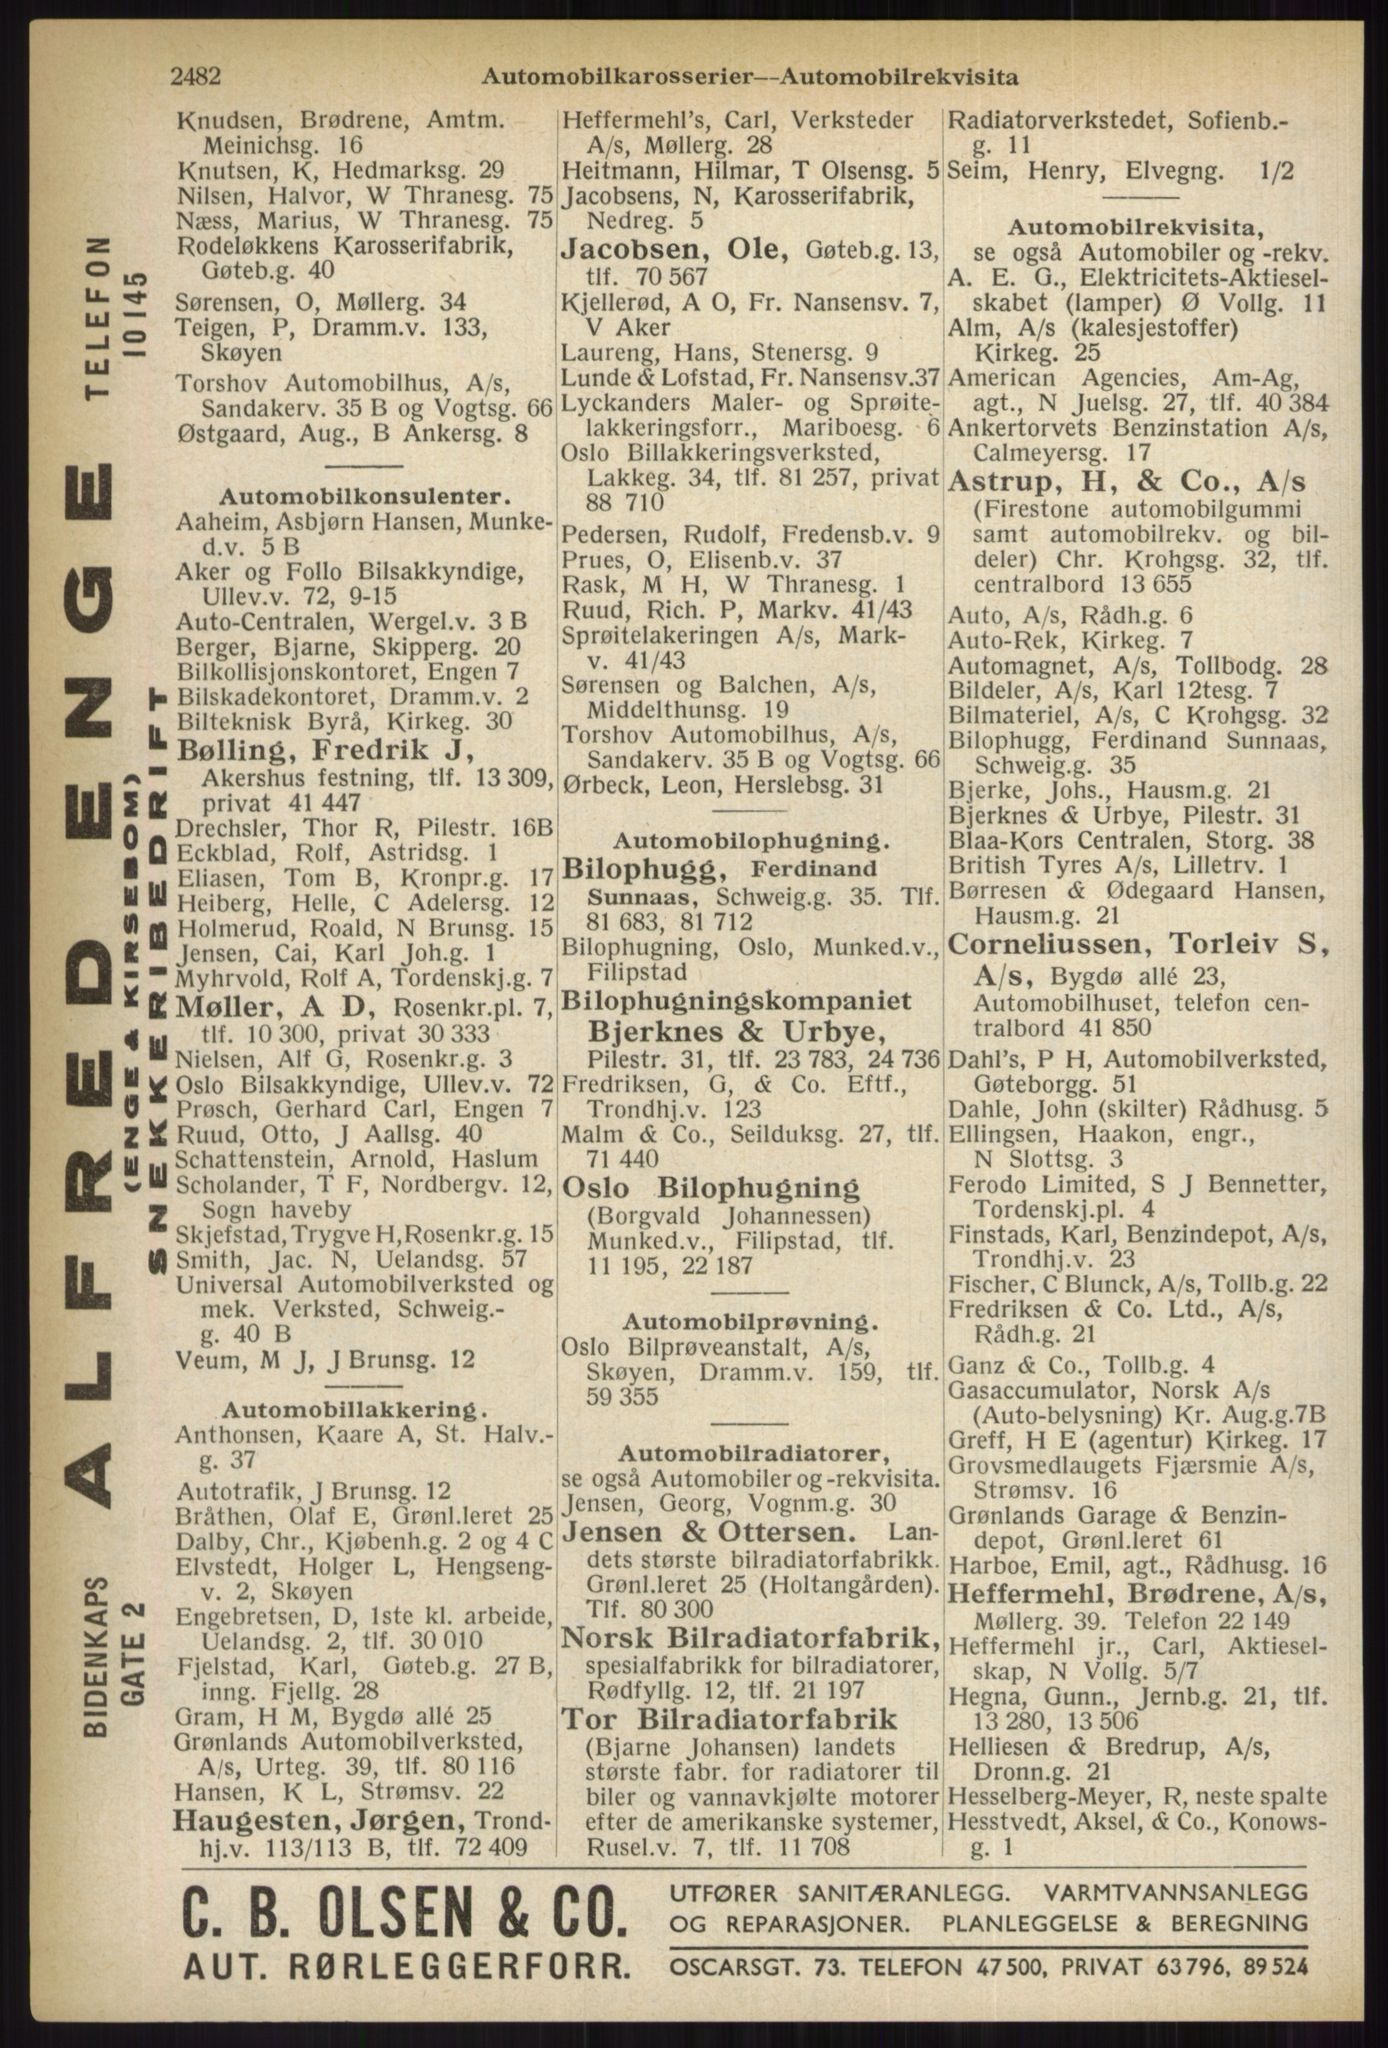 2482
Automobilkarosserier—Automobilrekvisita
Knudsen, Brødrene, Amtm.
Meinichsg. 16
Knutsen, K, Hedmarksg. 29
Nilsen, Halvor, W Thranesg. 75
Næss, Marius, W Thranesg. 75
Rodeløkkens Karosserifabrik,
Gøteb.g. 40
Sørensen, O, Møllerg. 34
Teigen, P, Dramm.v. 133,
Skøyen
Torshov Automobilhus, A/s,
Sandakerv. 35 B og Vogtsg. 66
Østgaard, Aug., B Ankersg. 8
Automobilkonsulenter.
Aaheim, Asbjørn Hansen, Munke-
d.v. 5 B
Aker og Follo Bilsakkyndige,
Ullev.v. 72, 9-15
Auto-Centralen, Wergel.v. 3 B
Berger, Bjarne, Skipperg. 20
Bilkollisjonskontoret, Engen 7
Bilskadekontoret, Dramm.v. 2
Bilteknisk Byrå, Kirkeg. 30
Bølling, Fredrik J,
Akershus festning, tlf. 13 309,
privat 41 447
Drechsler, Thor R, Pilestr. 16B
Eckblad, Rolf, Astridsg. 1
Eliasen, Tom B, Kronpr.g. 17
Heiberg, Helle, C Adelersg. 12
Holmerud, Roald, N Brunsg. 15
Jensen, Cai, Karl Joh.g. 1
Myhrvold, Rolf A, Tordenskj.g. 7
Møller, A D, Rosenkr.pl. 7,
tlf. 10 300, privat 30 333
Nielsen, Alf G, Rosenkr.g. 3
Oslo Bilsakkyndige, Ullev.v. 72
Prøsch, Gerhard Carl, Engen 7
Ruud, Otto, J Aallsg. 40
Schattenstein, Arnold, Haslum
Scholander, T F, Nordbergv. 12,
Sogn haveby
Skjefstad, Trygve H, Rosenkr.g. 15
Smith, Jac. N, Uelandsg. 57
Universal Automobilverksted og
mek. Verksted, Schweig.-
g. 40 B
Veum, M J, J Brunsg. 12
Automobillakkering.
Anthonsen, Kaare A, St. Halv.-
g. 37
Autotrafik, J Brunsg. 12
Bråthen, Olaf E, Grønl.leret 25
Dalby, Chr., Kjøbenh.g. 2 og 4 C
Elvstedt, Holger L, Hengseng-
v. 2, Skøyen
Engebretsen, D, 1ste kl. arbeide,
Uelandsg. 2, tlf. 30 010
Fjelstad, Karl, Gøteb.g. 27 B,
inng. Fjellg. 28
Gram, H M, Bygdø allé 25
Grønlands Automobilverksted,
A/s, Urteg. 39, tlf. 80 116
Hansen, K L, Strømsv. 22
Haugesten, Jørgen, Trond-
hj.v. 113/113 B, tlf. 72 409
Heffermehl's, Carl, Verksteder
A/s, Møllerg. 28
Heitmann, Hilmar, T Olsensg. 5
Jacobsens, N, Karosserifabrik,
Nedreg. 5
Jacobsen, Ole, Gøteb.g. 13,
tlf. 70 567
Kjellerød, A O, Fr. Nansensv. 7,
V Aker
Laureng, Hans, Stenersg. 9
Lunde & Lofstad, Fr. Nansensv.37
Lyckanders Maler- og Sprøite-
lakkeringsforr., Mariboesg. 6
Oslo Billakkeringsverksted,
Lakkeg. 34, tlf. 81 257, privat
88 710
Pedersen, Rudolf, Fredensb.v. 9
Prues, O, Elisenb.v. 37
Rask, M H, W Thranesg. 1
Ruud, Rich. P, Markv. 41/43
Sprøitelakeringen A/s, Mark-
v. 41/43
Sørensen og Balchen, A/s,
Middelthunsg. 19
Torshov Automobilhus, A/s,
Sandakerv. 35 B og Vogtsg. 66
Ørbeck, Leon, Herslebsg. 31
Automobilophugning.
Bilophugg, Ferdinand
Sunnaas, Schweig.g. 35. Tlf.
81 683, 81 712
Bilophugning, Oslo, Munked.v.,
Filipstad
Bilophugningskompaniet
Bjerknes & Urbye,
Pilestr. 31, tlf. 23 783, 24 736
Fredriksen, G, & Co. Eftf.,
Trondhj.v. 123
Malm & Co., Seilduksg. 27, tlf.
71 440
Oslo Bilophugning
(Borgvald Johannessen)
Munked.v., Filipstad, tlf.
11 195, 22 187
Automobilprøvning.
Oslo Bilprøveanstalt, A/s,
Skøyen, Dramm.v. 159, tlf.
59 355
Automobilradiatorer,
se også Automobiler og -rekvisita.
Jensen, Georg, Vognm.g. 30
Jensen & Ottersen. Lan-
dets største bilradiatorfabrikk.
Grønl.leret 25 (Holtangården).
Tlf. 80 300
Norsk Bilradiatorfabrik,
spesialfabrikk for bilradiatorer,
Rødfyllg. 12, tlf. 21 197
Tor Bilradiatorfabrik
(Bjarne Johansen) landets
største fabr. for radiatorer til
biler og vannavkjølte motorer
efter de amerikanske systemer,
Rusel.v. 7, tlf. 11 708
Radiatorverkstedet, Sofienb.-
g. 11
Seim, Henry, Elvegng. 1/2
Automobilrekvisita,
se også Automobiler og -rekv.
A. E. G., Elektricitets-Aktiesel-
skabet (lamper) Ø Vollg. 11
Alm, A/s (kalesjestoffer)
Kirkeg. 25
American Agencies, Am-Ag,
agt., N Juelsg. 27, tlf. 40 384
Ankertorvets Benzinstation A/s,
Calmeyersg. 17
Astrup, H, & Co., A/s
(Firestone automobilgummi
samt automobilrekv. og bil-
deler) Chr. Krohgsg. 32, tlf.
centralbord 13 655
Auto, A/s, Rådh.g. 6
Auto-Rek, Kirkeg. 7
Automagnet, A/s, Tollbodg. 28
Bildeler, A/s, Karl 12tesg. 7
Bilmateriel, A/s, C Krohgsg. 32
Bilophugg, Ferdinand Sunnaas,
Schweig.g. 35
Bjerke, Johs., Hausm.g. 21
Bjerknes & Urbye, Pilestr. 31
Blaa-Kors Centralen, Storg. 38
British Tyres A/s, Lilletrv. 1
Børresen & Ødegaard Hansen,
Hausm.g. 21
Corneliussen, Torleiv S,
A/s, Bygdø allé 23,
Automobilhuset, telefon cen-
tralbord 41 850
Dahl's, P H, Automobilverksted,
Gøteborgg. 51
Dahle, John (skilter) Rådhusg. 5
Ellingsen, Haakon, engr.,
N Slottsg. 3
Ferodo Limited, S J Bennetter,
Tordenskj.pl. 4
Finstads, Karl, Benzindepot, A/s,
Trondhj.v. 23
Fischer, C Blunck, A/s, Tollb.g. 22
Fredriksen & Co. Ltd., A/s,
Rådh.g. 21
Ganz & Co., Tollb.g. 4
Gasaccumulator, Norsk A/s
(Auto-belysning) Kr. Aug.g.7B
Greff, H E (agentur) Kirkeg. 17
Grovsmedlaugets Fjærsmie A/s,
Strømsv. 16
Grønlands Garage & Benzin-
depot, Grønl.leret 61
Harboe, Emil, agt., Rådhusg. 16
Heffermehl, Brødrene, A/s,
Møllerg. 39. Telefon 22 149
Heffermehl jr., Carl, Aktiesel-
skap, N Vollg. 5/7
Hegna, Gunn., Jernb.g. 21, tlf.
13 280, 13 506
Helliesen & Bredrup, A/s,
Dronn.g. 21
Hesselberg-Meyer, R, neste spalte
Hesstvedt, Aksel, & Co., Konows-
g. 1
BIDENKAPS
GATE 2
ALFRED ENGE
(ENGE & KIRSEBOM)
SNEKKERIBEDRIFT
TELEFON
10145
C. B. OLSEN & CO.
AUT. RØRLEGGERFORR.
UTFØRER SANITÆRANLEGG. VARMTVANNSANLEGG
OG REPARASJONER. PLANLEGGELSE & BEREGNING
OSCARSGT. 73. TELEFON 47 500, PRIVAT 63 796, 89 524